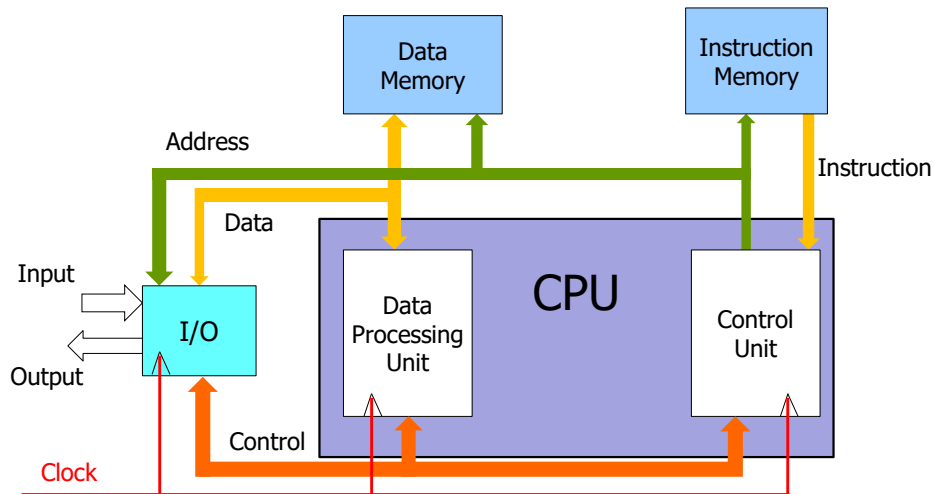 Data
Memory
Instruction
Memory
Address
Instruction
Data
Input
CPU
I/O
Data
Processing
Unit
Control
Unit
Output
Control
Clock